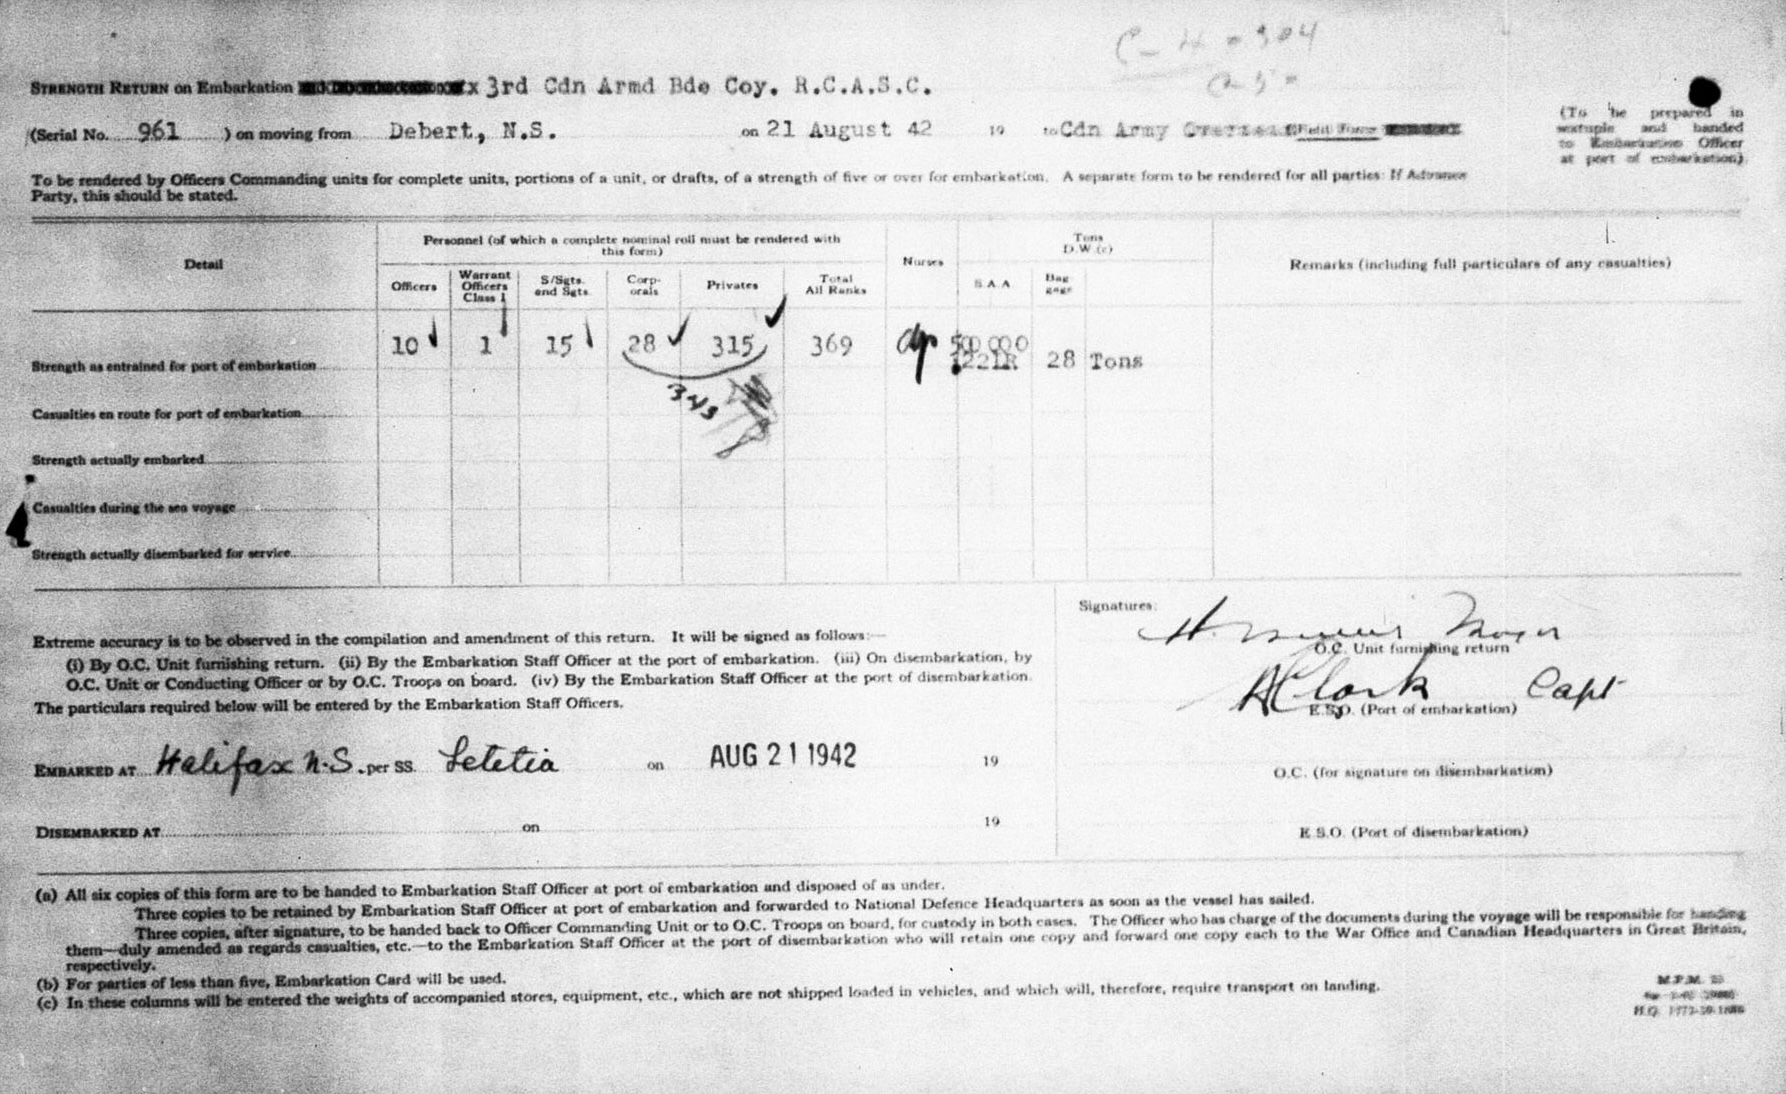 C-4-304
STRENGTH RETURN on Embarkation 3rd Cdn Armd Bde Coy. R.C.A.S.C.
(Serial No. 961 ) on moving from Debert, N.S. on 21 August 42 19 to Cdn Army Overseas Field Force
(To be prepared in
sextuple and handed
to Embarkation Officer
at port of embarkation).
To be rendered by Officers Commanding units for complete units, portions of a unit, or drafts, of a strength of five or over for embarkation. A separate form to be rendered for all parties: If Advance
Party, this should be stated.
Detail
Personnel (of which a complete nominal roll must be rendered with
this form)
Officers
Warrant
Officers
Class 1
S/Sgts.
and Sgts.
Corp-
orals
Privates
Total
All Ranks
Nurses
Tons
D.W.(c)
S A A
Bag
gage
Remarks (including full particulars of any casualties)
Strength as entrained for port of embarkation 10 1 15 28 315 369 28 Tons
343
Casualties en route for port of embarkation
Strength actually embarked
Casualties during the sea voyage
Strength actually disembarked for service
Extreme accuracy is to be observed in the compilation and amendment of this return. It will be signed as follows:—
(i) By O.C. Unit furnishing return. (ii) By the Embarkation Staff Officer at the port of embarkation. (iii) On disembarkation, by
O.C. Unit or Conducting Officer or by O.C. Troops on board. (iv) By the Embarkation Staff Officer at the port of disembarkation.
The particulars required below will be entered by the Embarkation Staff Officers.
Signatures:
H. Major
O.C. Unit furnishing return
A Clark Capt
E.S.O. (Port of embarkation)
EMBARKED AT Halifax N.S. per SS. Letitia on AUG 21 1942 19
O.C. (for signature on disembarkation)
DISEMBARKED AT on 19
E S.O. (Port of disembarkation)
(a) All six copies of this form are to be handed to Embarkation Staff Officer at port of embarkation and disposed of as under.
Three copies to be retained by Embarkation Staff Officer at port of embarkation and forwarded to National Defence Headquarters as soon as the vessel has sailed.
Three copies, after signature, to be handed back to Officer Commanding Unit or to O.C. Troops on board, for custody in both cases. The Officer who has charge of the documents during the voyage will be responsible for handing
them—duly amended as regards casualties, etc.—to the Embarkation Staff Officer at the port of disembarkation who will retain one copy and forward one copy each to the War Office and Canadian Headquarters in Great Britain,
respectively.
(b) For parties of less than five, Embarkation Card will be used.
(c) In these columns will be entered the weights of accompanied stores, equipment, etc., which are not shipped loaded in vehicles, and which will, therefore, require transport on landing.
M.F.M.
H.Q.